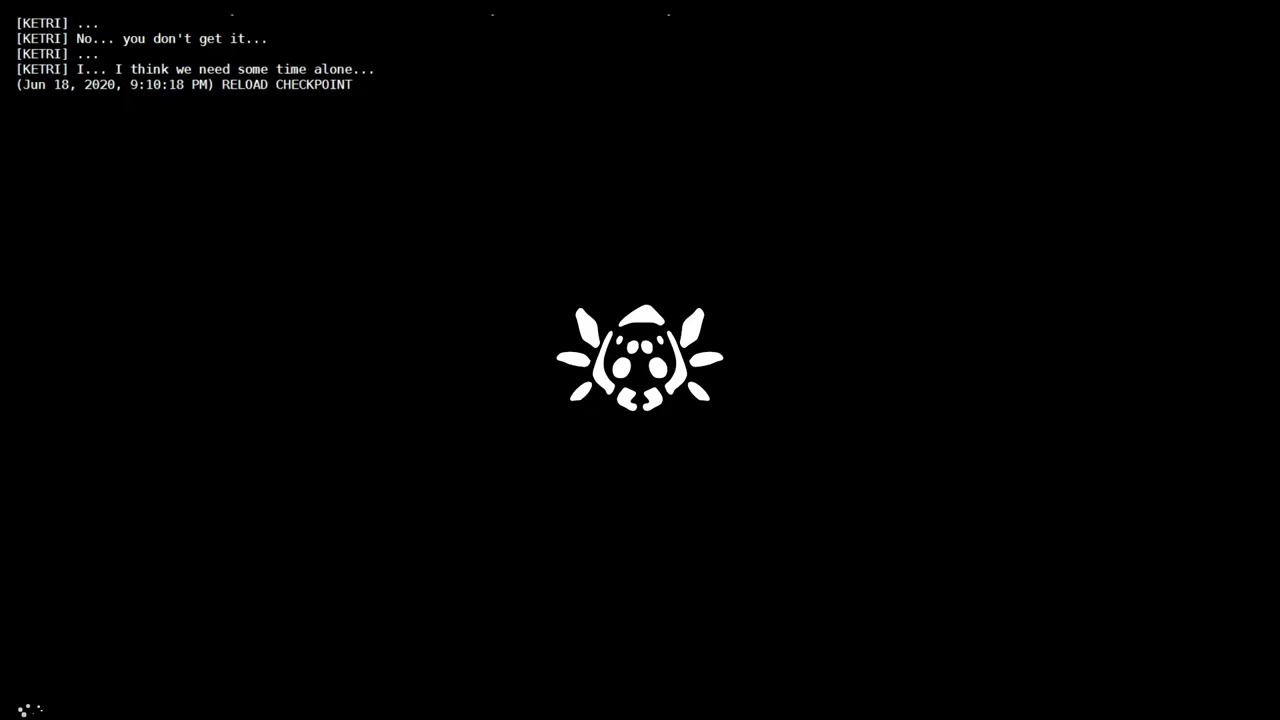 [KETRI] ...
[KETRI] No... you don't get it...
[KETRI] ...
[KETRI] I... I think we need some time alone...
(Jun 18, 2020, 9:10:18 PM) RELOAD CHECKPOINT